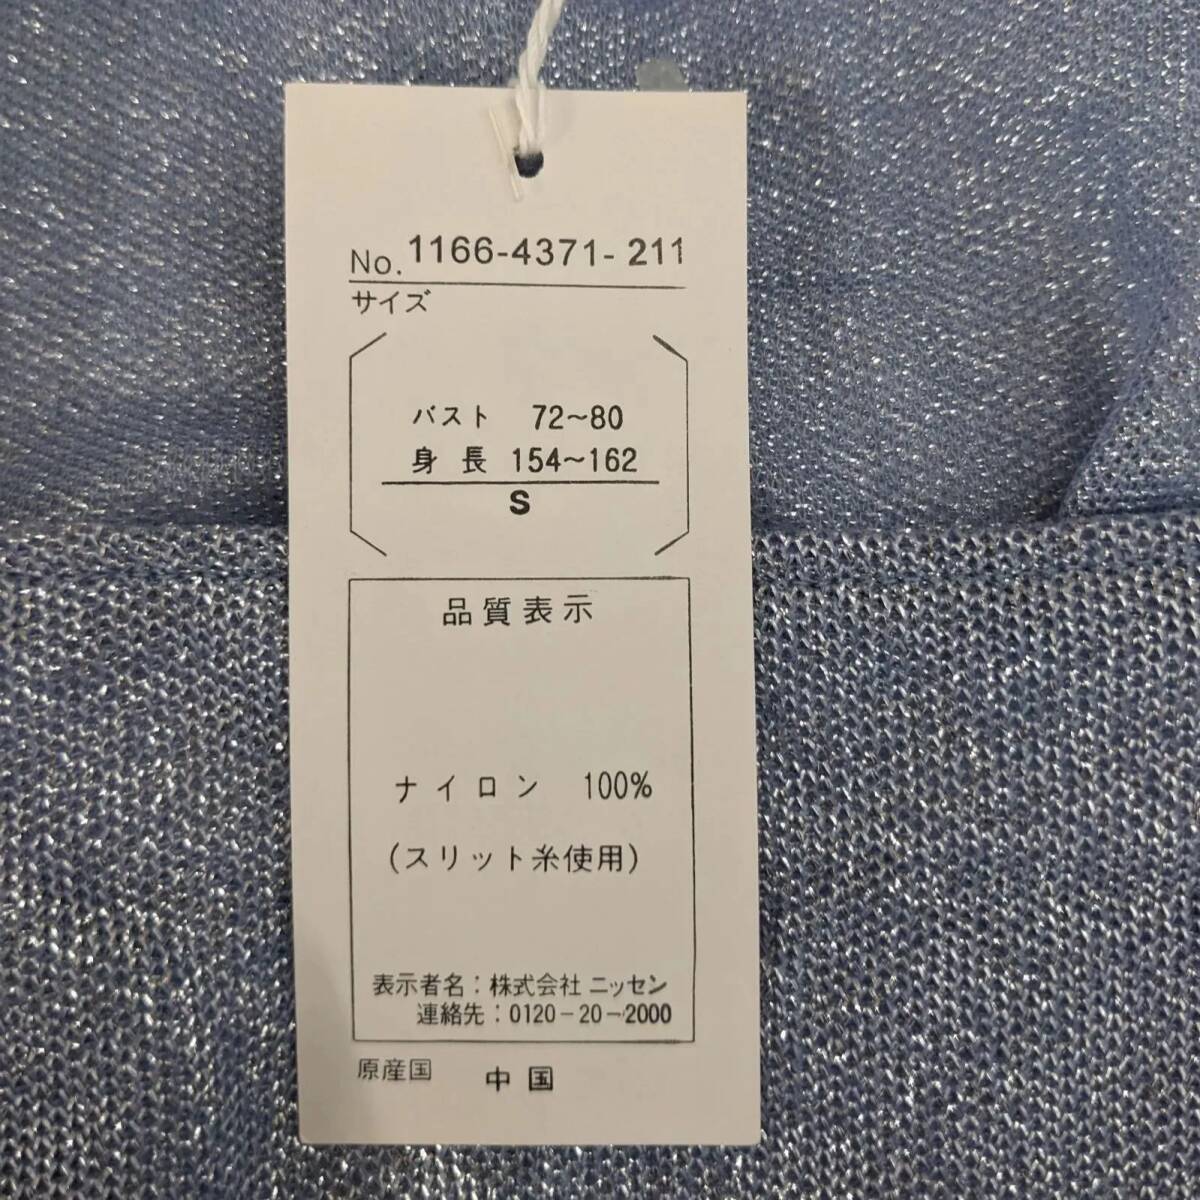 No. 1166-4371-211
サイズ
バスト 72~80
身長 154~162
S
品質表示
ナイロン 100%
(スリット糸使用)
表示者名:株式会社 ニッセン
連絡先:0120-20-2000
原産国 中国